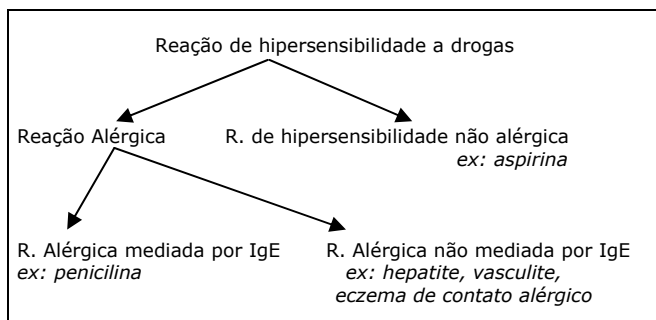 Reação de hipersensibilidade a drogas
Reação Alérgica R. de hipersensibilidade não alérgica
ex: aspirina
R. Alérgica mediada por IgE R. Alérgica não mediada por IgE
ex: penicilina ex: hepatite, vasculite,
eczema de contato alérgico